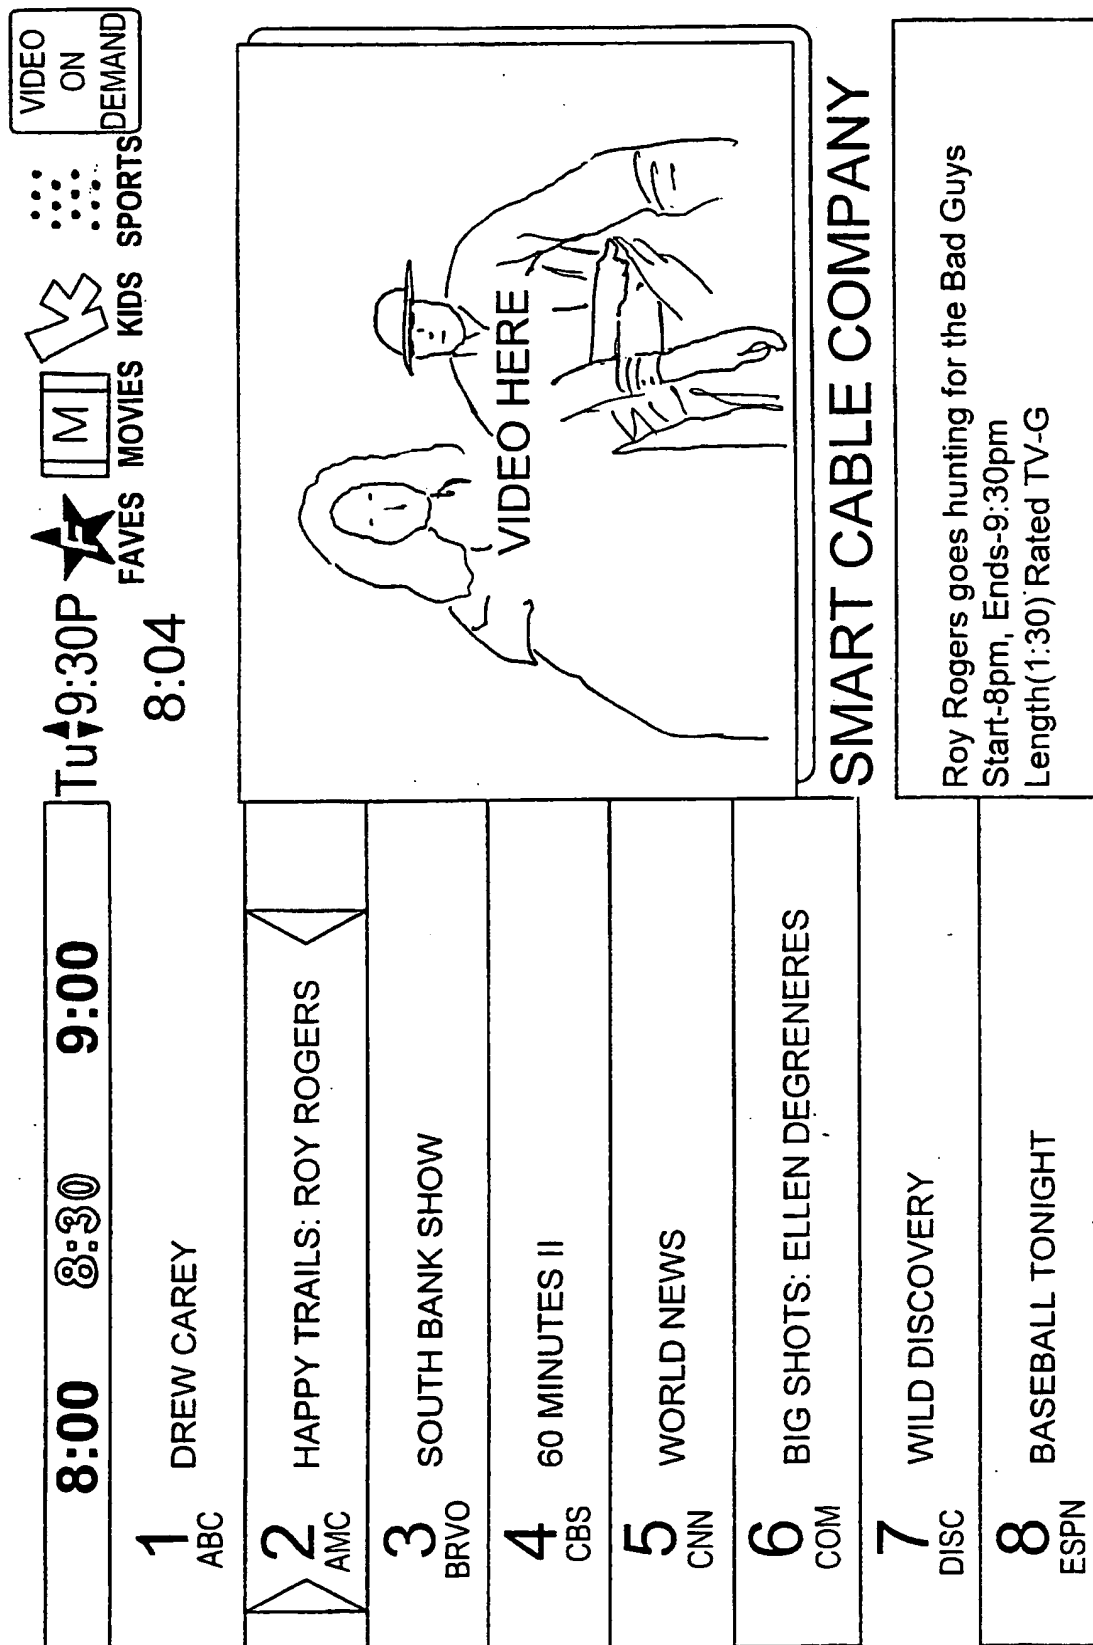 8:00 8:30 9:00
Tu 9:30P
F
M
K
VIDEO
ON
DEMAND
FAVES MOVIES KIDS SPORTS
8:04
1 ABC DREW CAREY
2 AMC HAPPY TRAILS: ROY ROGERS
3 BRVO SOUTH BANK SHOW
4 CBS 60 MINUTES II
5 CNN WORLD NEWS
6 COM BIG SHOTS: ELLEN DEGRENERES
7 DISC WILD DISCOVERY
8 ESPN BASEBALL TONIGHT
VIDEO HERE
SMART CABLE COMPANY
Roy Rogers goes hunting for the Bad Guys
Start-8pm, Ends-9:30pm
Length(1:30) Rated TV-G